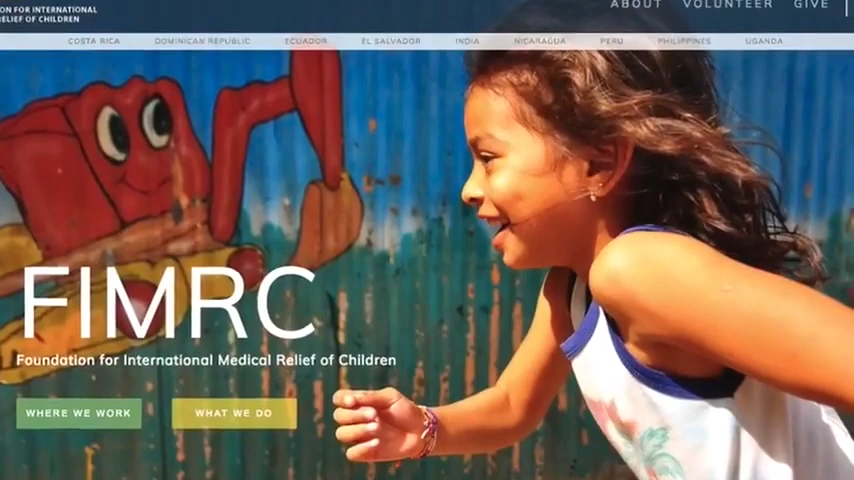 ON FOR INTERNATIONAL
RELIEF OF CHILDREN
ABOUT VOLUNTEER GIVE
COSTA RICA DOMINICAN REPUBLIC ECUADOR EL SALVADOR INDIA NICARAGUA PERU PHILIPPINES UGANDA
FIMRC
Foundation for International Medical Relief of Children
WHERE WE WORK WHAT WE DO